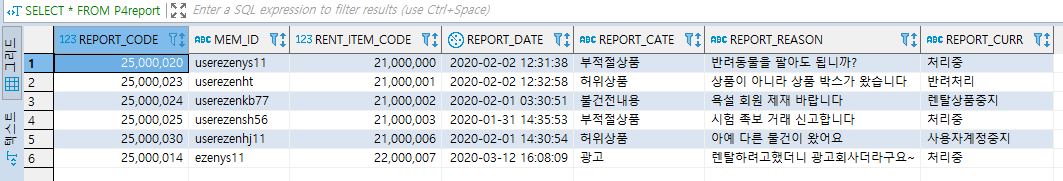 SELECT * FROM P4report Enter a SQL expression to filter results (use Ctrl+Space)
그리드
텍스트
123 REPORT_CODE ABC MEM_ID 123 RENT_ITEM_CODE REPORT_DATE ABC REPORT_CATE ABC REPORT_REASON ABC REPORT_CURR
1 25,000,020 userezenys11 21,000,000 2020-02-02 12:31:38 부적절상품 반려동물을 팔아도 됩니까? 처리중
2 25,000,023 userezenht 21,000,001 2020-02-02 12:32:58 허위상품 상품이 아니라 상품 박스가 왔습니다 반려처리
3 25,000,024 userezenkb77 21,000,002 2020-02-01 03:30:51 불건전내용 욕설 회원 제재 바랍니다 렌탈상품중지
4 25,000,025 userezensh56 21,000,003 2020-01-31 14:35:53 부적절상품 시험 족보 거래 신고합니다 처리중
5 25,000,030 userezenhj11 21,000,006 2020-02-01 14:30:54 허위상품 아예 다른 물건이 왔어요 사용자계정중지
6 25,000,014 ezenys11 22,000,007 2020-03-12 16:08:09 광고 렌탈하려고했더니 광고회사더라구요~ 처리중